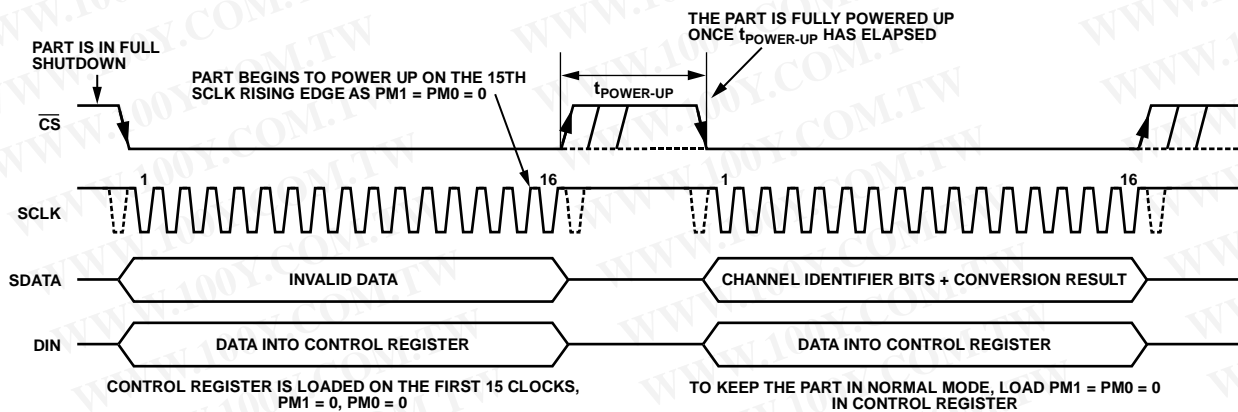 THE PART IS FULLY POWERED UP
ONCE tPOWER-UP HAS ELAPSED
PART IS IN FULL
SHUTDOWN
PART BEGINS TO POWER UP ON THE 15TH
SCLK RISING EDGE AS PM1 = PM0 = 0
tPOWER-UP
CS
1
16
1
16
SCLK
SDATA
INVALID DATA
CHANNEL IDENTIFIER BITS + CONVERSION RESULT
DIN
DATA INTO CONTROL REGISTER
DATA INTO CONTROL REGISTER
CONTROL REGISTER IS LOADED ON THE FIRST 15 CLOCKS,
PM1 = 0, PM0 = 0
TO KEEP THE PART IN NORMAL MODE, LOAD PM1 = PM0 = 0
IN CONTROL REGISTER
WWW.100Y.COM.TW